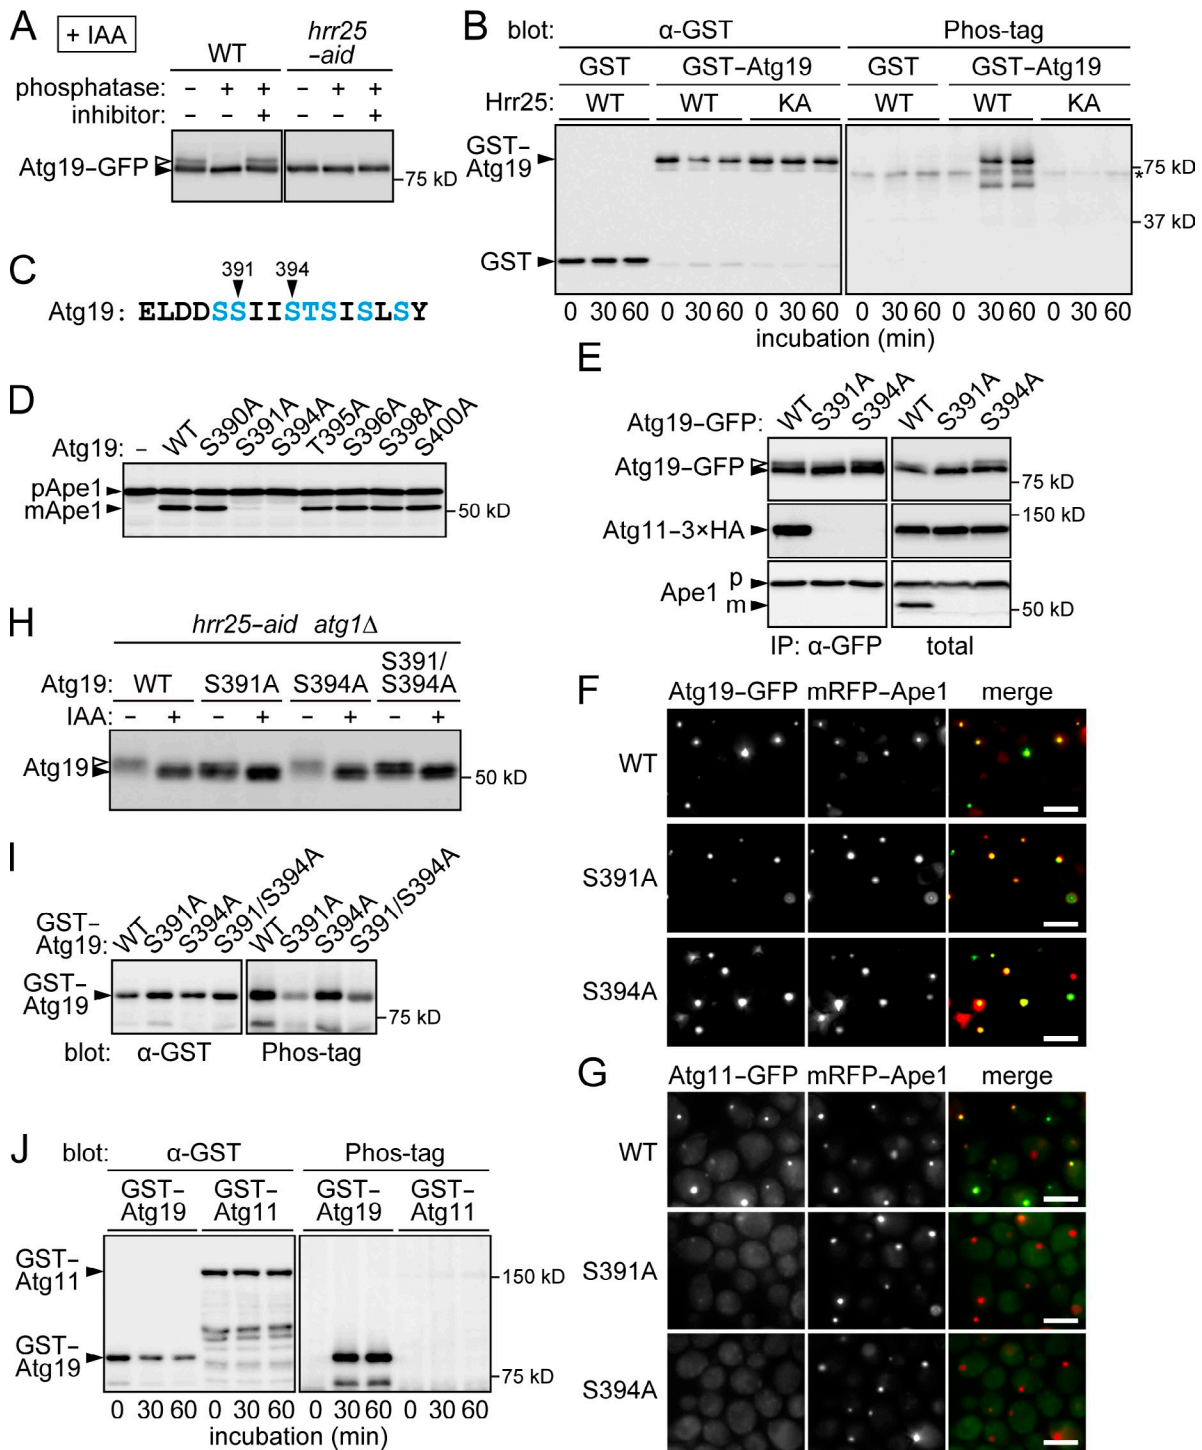 A
+ IAA
WT
hrr25
–aid
phosphatase: – + + – + +
inhibitor: – – + – – +
Atg19–GFP
75 kD
B
blot: α-GST Phos-tag
GST GST–Atg19 GST GST–Atg19
Hrr25: WT WT KA WT WT KA
GST–
Atg19
GST
75 kD
*
37 kD
0 30 60 0 30 60 0 30 60 0 30 60 0 30 60 0 30 60
incubation (min)
C
391 394
Atg19: ELDDSSIISTSISLSY
D
Atg19: – WT S390A S391A S394A T395A S396A S398A S400A
pApe1
mApe1
50 kD
E
Atg19–GFP: WT S391A S394A WT S391A S394A
Atg19–GFP
75 kD
Atg11–3×HA
150 kD
Ape1 p
m
50 kD
IP: α-GFP total
H
hrr25–aid atg1Δ
Atg19: WT S391A S394A S391/
S394A
IAA: – + – + – + – +
Atg19
50 kD
F
Atg19–GFP mRFP–Ape1 merge
WT
S391A
S394A
I
GST–
Atg19: WT S391A S394A S391/S394A WT S391A S394A S391/S394A
GST–
Atg19
75 kD
blot: α-GST Phos-tag
G
Atg11–GFP mRFP–Ape1 merge
WT
S391A
S394A
J
blot: α-GST Phos-tag
GST–
Atg19
GST–
Atg11
GST–
Atg19
GST–
Atg11
GST–
Atg11
150 kD
GST–
Atg19
75 kD
0 30 60 0 30 60 0 30 60 0 30 60
incubation (min)